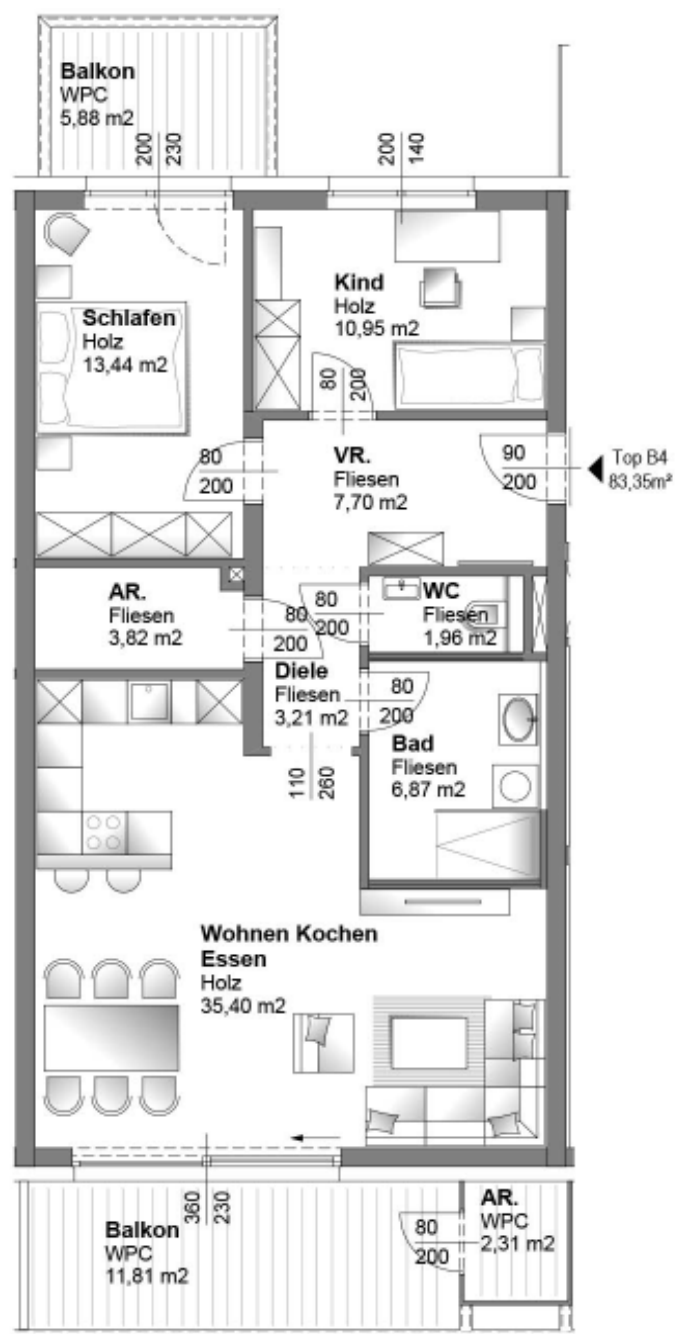 Balkon
WPC
5,88 m2
200
230
200
140
Kind
Holz
10,95 m2
Schlafen
Holz
13,44 m2
80
200
VR.
Fliesen
7,70 m2
80
200
90
200
Top B4
83,35m²
AR.
Fliesen
3,82 m2
80
200
80
200
WC
Fliesen
1,96 m2
Diele
Fliesen
3,21 m2
80
200
110
260
Bad
Fliesen
6,87 m2
Wohnen Kochen
Essen
Holz
35,40 m2
360
230
Balkon
WPC
11,81 m2
80
200
AR.
WPC
2,31 m2